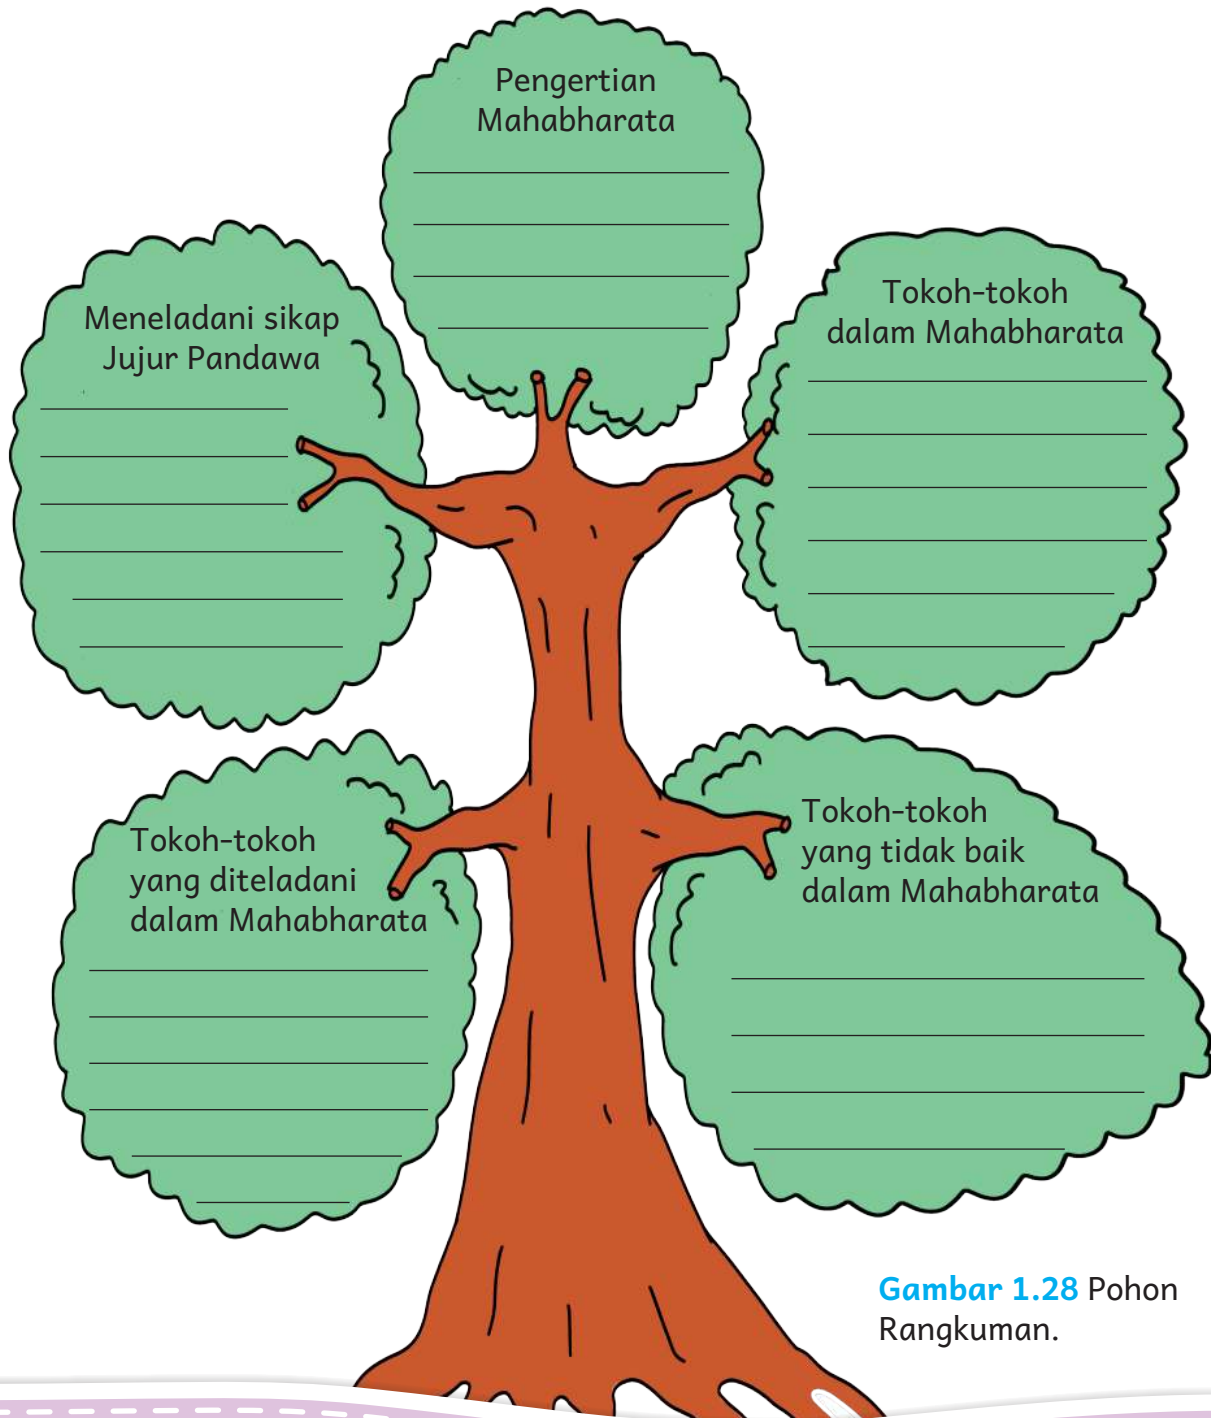 Pengertian
Mahabharata
Meneladani sikap
Jujur Pandawa
Tokoh-tokoh
dalam Mahabharata
Tokoh-tokoh
yang diteladani
dalam Mahabharata
Tokoh-tokoh
yang tidak baik
dalam Mahabharata
Gambar 1.28 Pohon
Rangkuman.